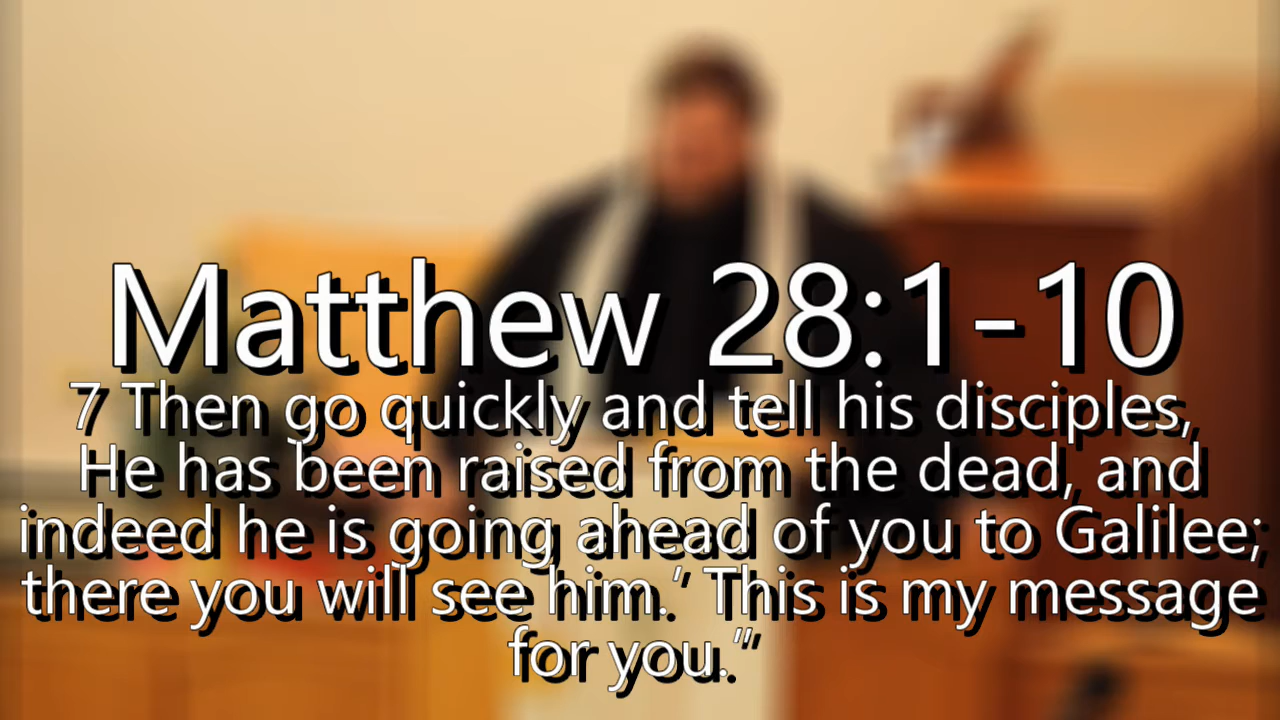 Matthew 28:1-10
7 Then go quickly and tell his disciples,
He has been raised from the dead, and
indeed he is going ahead of you to Galilee;
there you will see him.’ This is my message
for you.”